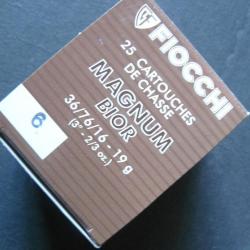 FIOCCHI
25 CARTOUCHES
DE CHASSE
MAGNUM
BIOR
36/76/16 - 19 g
(3" - 2/3 oz.)
6